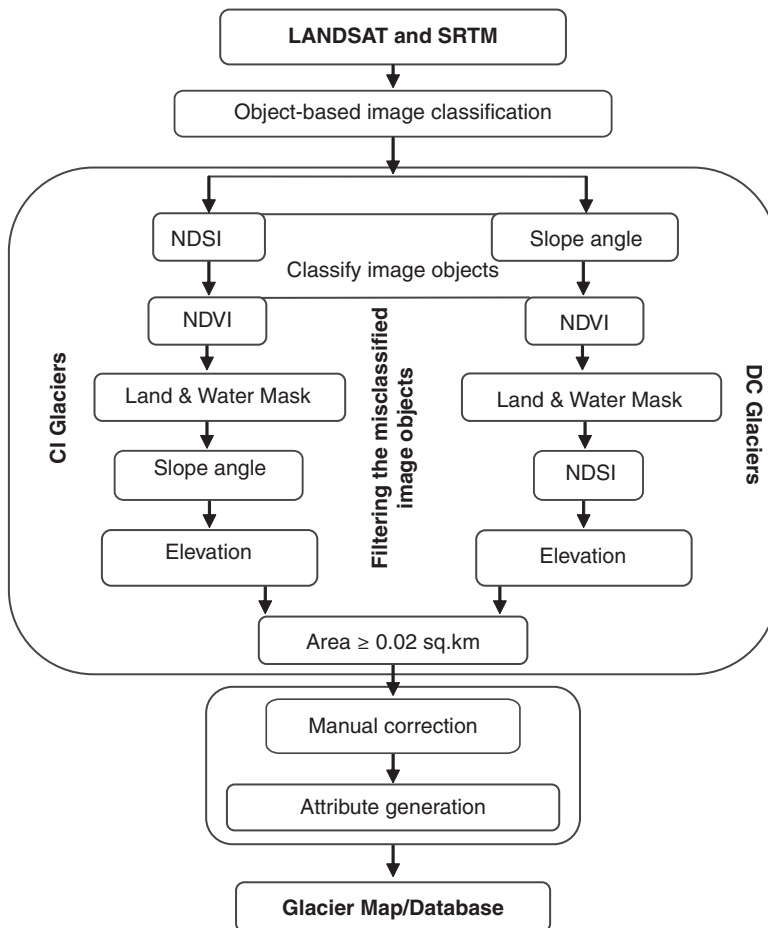 LANDSAT and SRTM
Object-based image classification
NDSI
Slope angle
Classify image objects
NDVI
NDVI
Land & Water Mask
Land & Water Mask
Slope angle
NDSI
Elevation
Elevation
CI Glaciers
Filtering the misclassified
image objects
DC Glaciers
Area ≥ 0.02 sq.km
Manual correction
Attribute generation
Glacier Map/Database